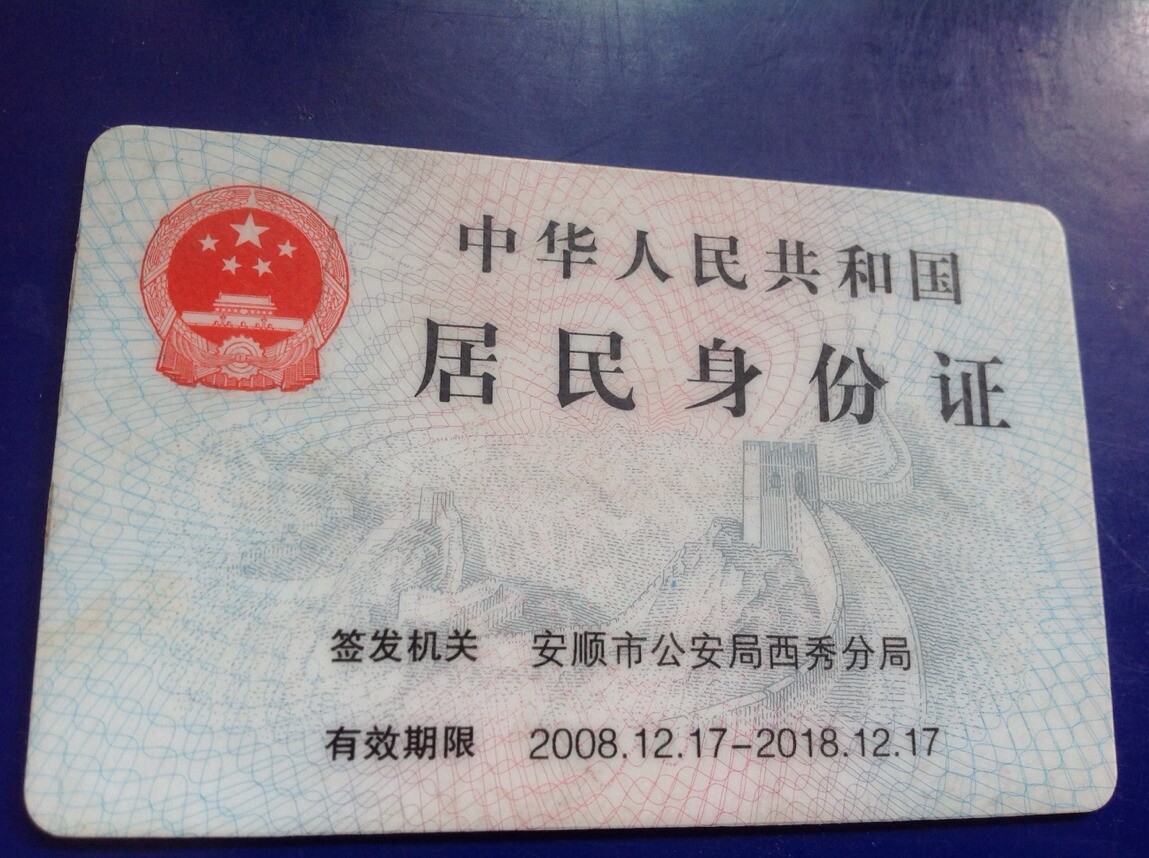 中华人民共和国
居民身份证
签发机关 安顺市公安局西秀分局
有效期限 2008.12.17-2018.12.17